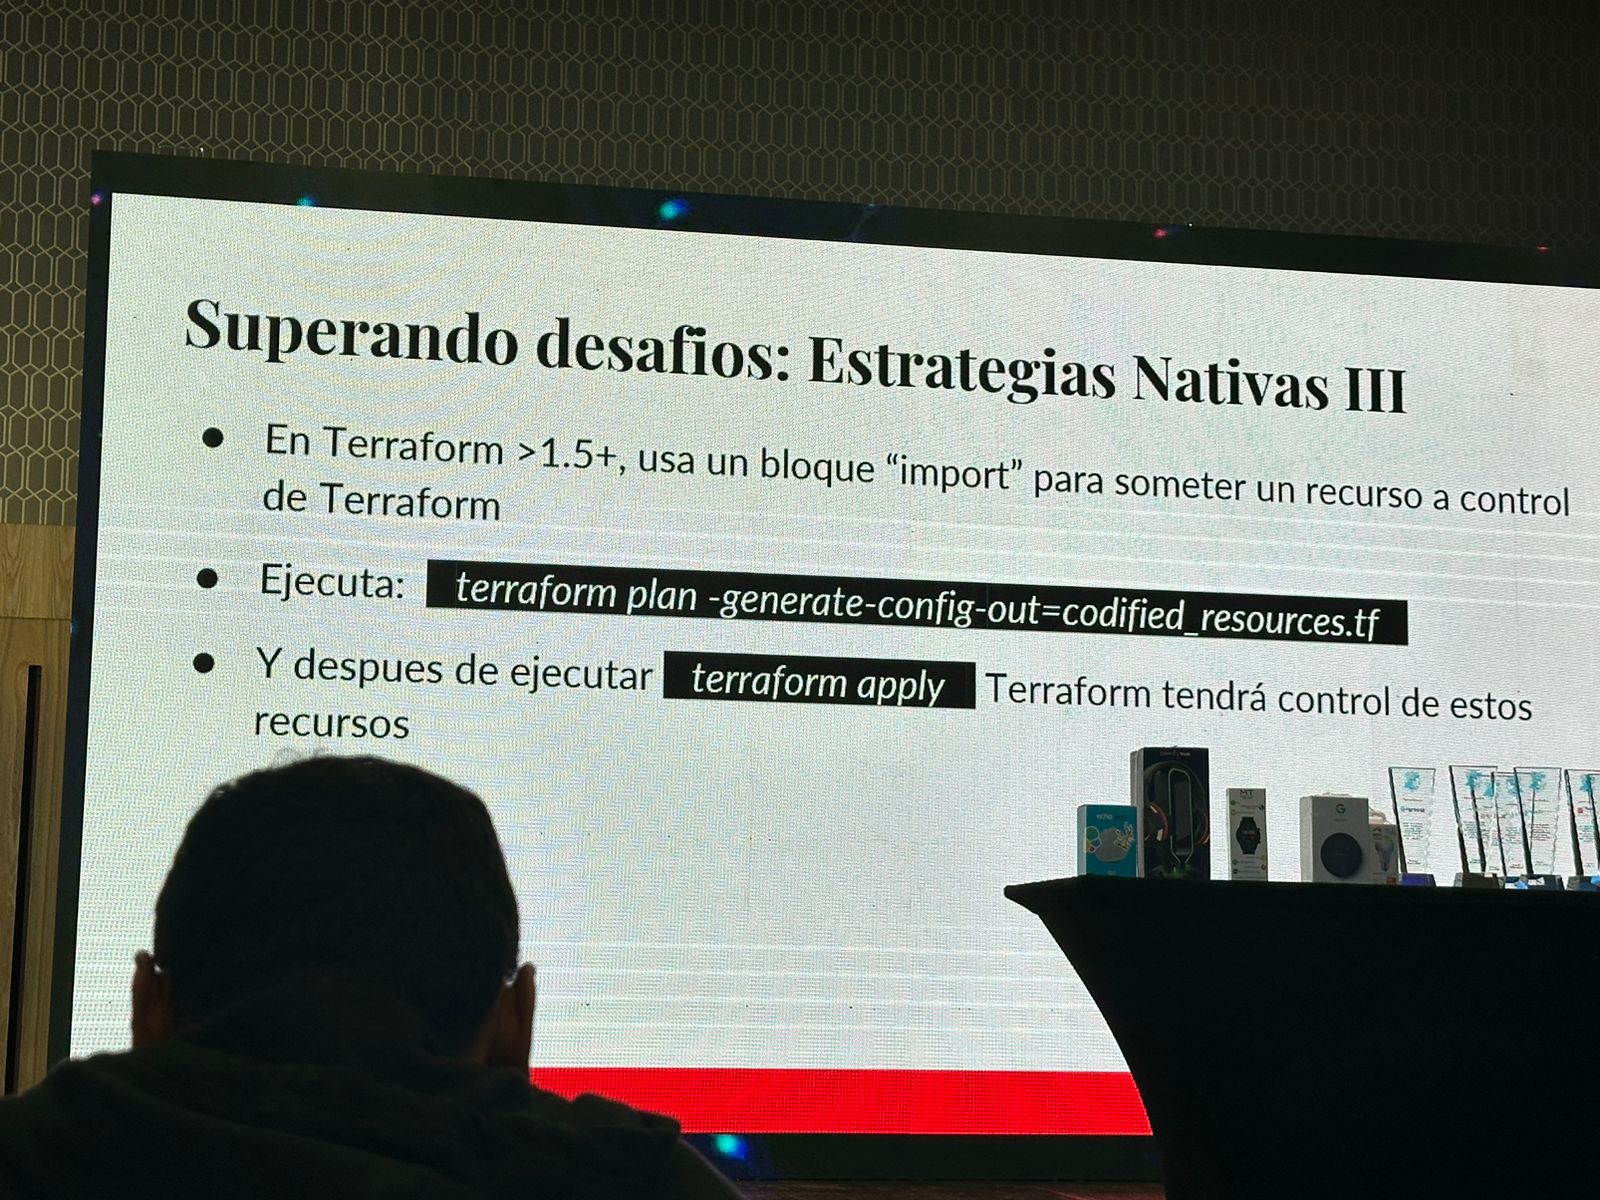 Superando desafios: Estrategias Nativas III
● En Terraform >1.5+, usa un bloque “import” para someter un recurso a control
de Terraform
● Ejecuta: terraform plan -generate-config-out=codified_resources.tf
● Y despues de ejecutar terraform apply Terraform tendrá control de estos
recursos
echo
G